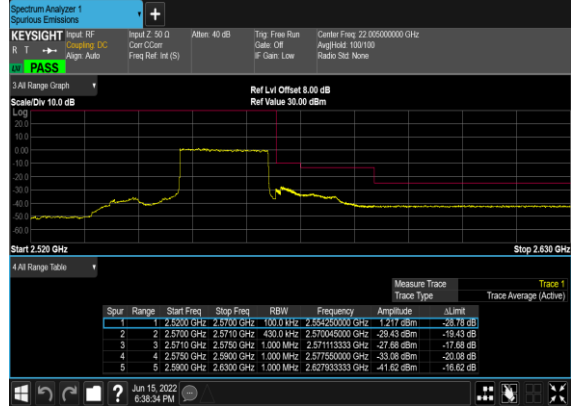 Spectrum Analyzer 1
Spurious Emissions
+
KEYSIGHT Input: RF Input Z: 50 Ω Atten: 40 dB Trig: Free Run Center Freq: 22.005000000 GHz
R T Coupling: DC Corr CCorr Gate: Off Avg|Hold: 100/100
Align: Auto Freq Ref: Int (S) IF Gain: Low Radio Std: None
PASS
3 All Range Graph
Ref Lvl Offset 8.00 dB
Scale/Div 10.0 dB Ref Value 30.00 dBm
Log
20.0
10.0
0.00
-10.0
-20.0
-30.0
-40.0
-50.0
-60.0
Start 2.520 GHz Stop 2.630 GHz
4 All Range Table
Measure Trace Trace 1
Trace Type Trace Average (Active)
Spur Range Start Freq Stop Freq RBW Frequency Amplitude ΔLimit
1 1 2.5200 GHz 2.5700 GHz 100.0 kHz 2.554250000 GHz 1.217 dBm -28.78 dB
2 2 2.5700 GHz 2.5710 GHz 430.0 kHz 2.570045000 GHz -29.43 dBm -19.43 dB
3 3 2.5710 GHz 2.5750 GHz 1.000 MHz 2.571113333 GHz -27.68 dBm -17.68 dB
4 4 2.5750 GHz 2.5900 GHz 1.000 MHz 2.577550000 GHz -33.08 dBm -20.08 dB
5 5 2.5900 GHz 2.6300 GHz 1.000 MHz 2.627933333 GHz -41.62 dBm -16.62 dB
? Jun 15, 2022
6:38:34 PM